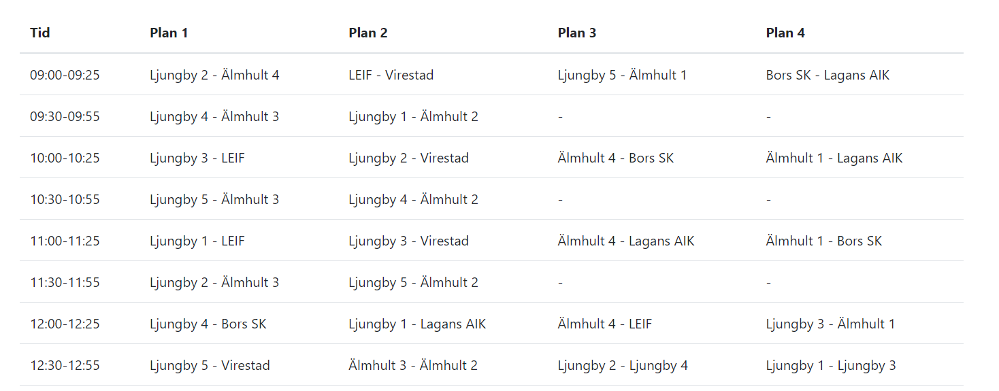 Tid Plan 1 Plan 2 Plan 3 Plan 4
09:00-09:25 Ljungby 2 - Älmhult 4 LEIF - Virestad Ljungby 5 - Älmhult 1 Bors SK - Lagans AIK
09:30-09:55 Ljungby 4 - Älmhult 3 Ljungby 1 - Älmhult 2 - -
10:00-10:25 Ljungby 3 - LEIF Ljungby 2 - Virestad Älmhult 4 - Bors SK Älmhult 1 - Lagans AIK
10:30-10:55 Ljungby 5 - Älmhult 3 Ljungby 4 - Älmhult 2 - -
11:00-11:25 Ljungby 1 - LEIF Ljungby 3 - Virestad Älmhult 4 - Lagans AIK Älmhult 1 - Bors SK
11:30-11:55 Ljungby 2 - Älmhult 3 Ljungby 5 - Älmhult 2 - -
12:00-12:25 Ljungby 4 - Bors SK Ljungby 1 - Lagans AIK Älmhult 4 - LEIF Ljungby 3 - Älmhult 1
12:30-12:55 Ljungby 5 - Virestad Älmhult 3 - Älmhult 2 Ljungby 2 - Ljungby 4 Ljungby 1 - Ljungby 3